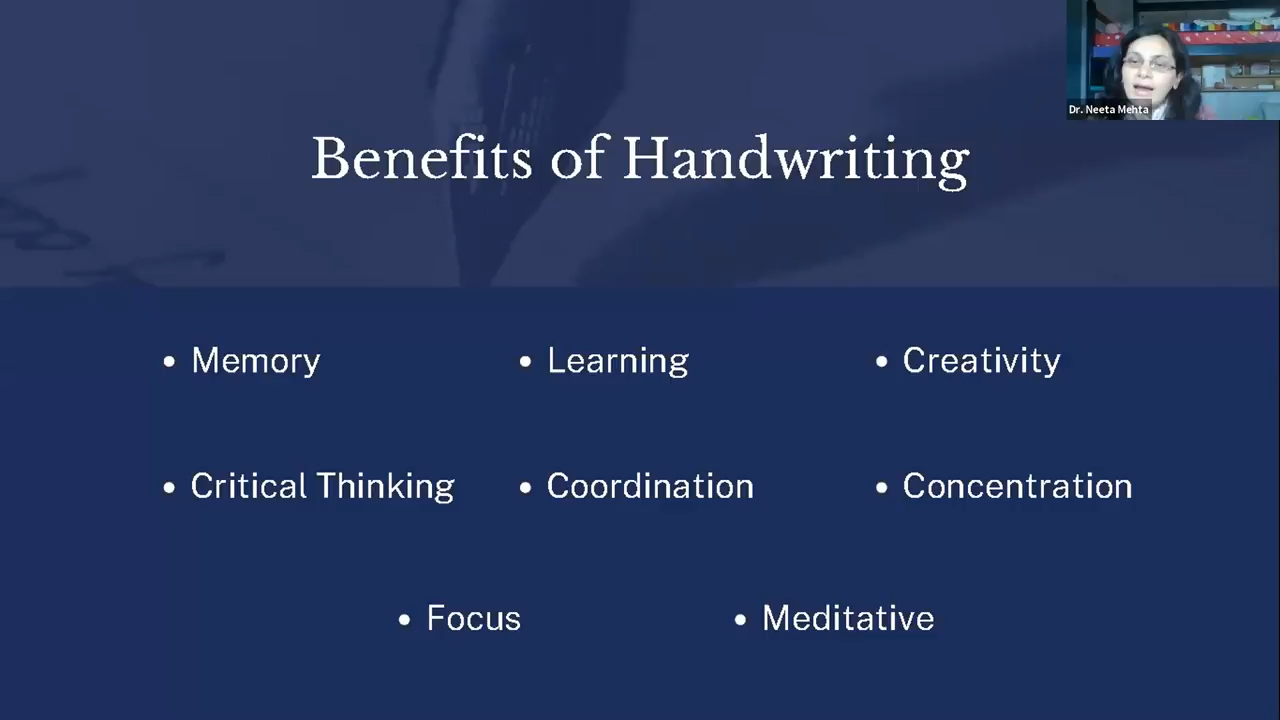 Dr. Neeta Mehta
Benefits of Handwriting
• Memory
• Learning
• Creativity
• Critical Thinking
• Coordination
• Concentration
• Focus
• Meditative